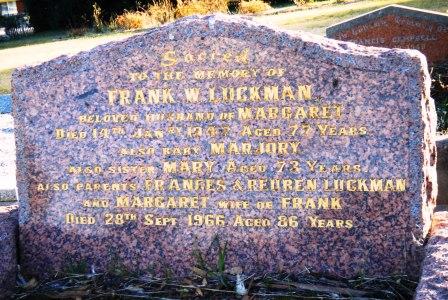 Sacred
TO THE MEMORY OF
FRANK W. LUCKMAN
BELOVED HUSBAND OF MARGARET
DIED 14TH JANRY 1947 AGED 77 YEARS
ALSO BABY MARJORY
ALSO SISTER MARY AGED 73 YEARS
ALSO PARENTS FRANCES & REUBEN LUCKMAN
AND MARGARET WIFE OF FRANK
DIED 28TH SEPT 1966 AGED 86 YEARS
CAMPBELL